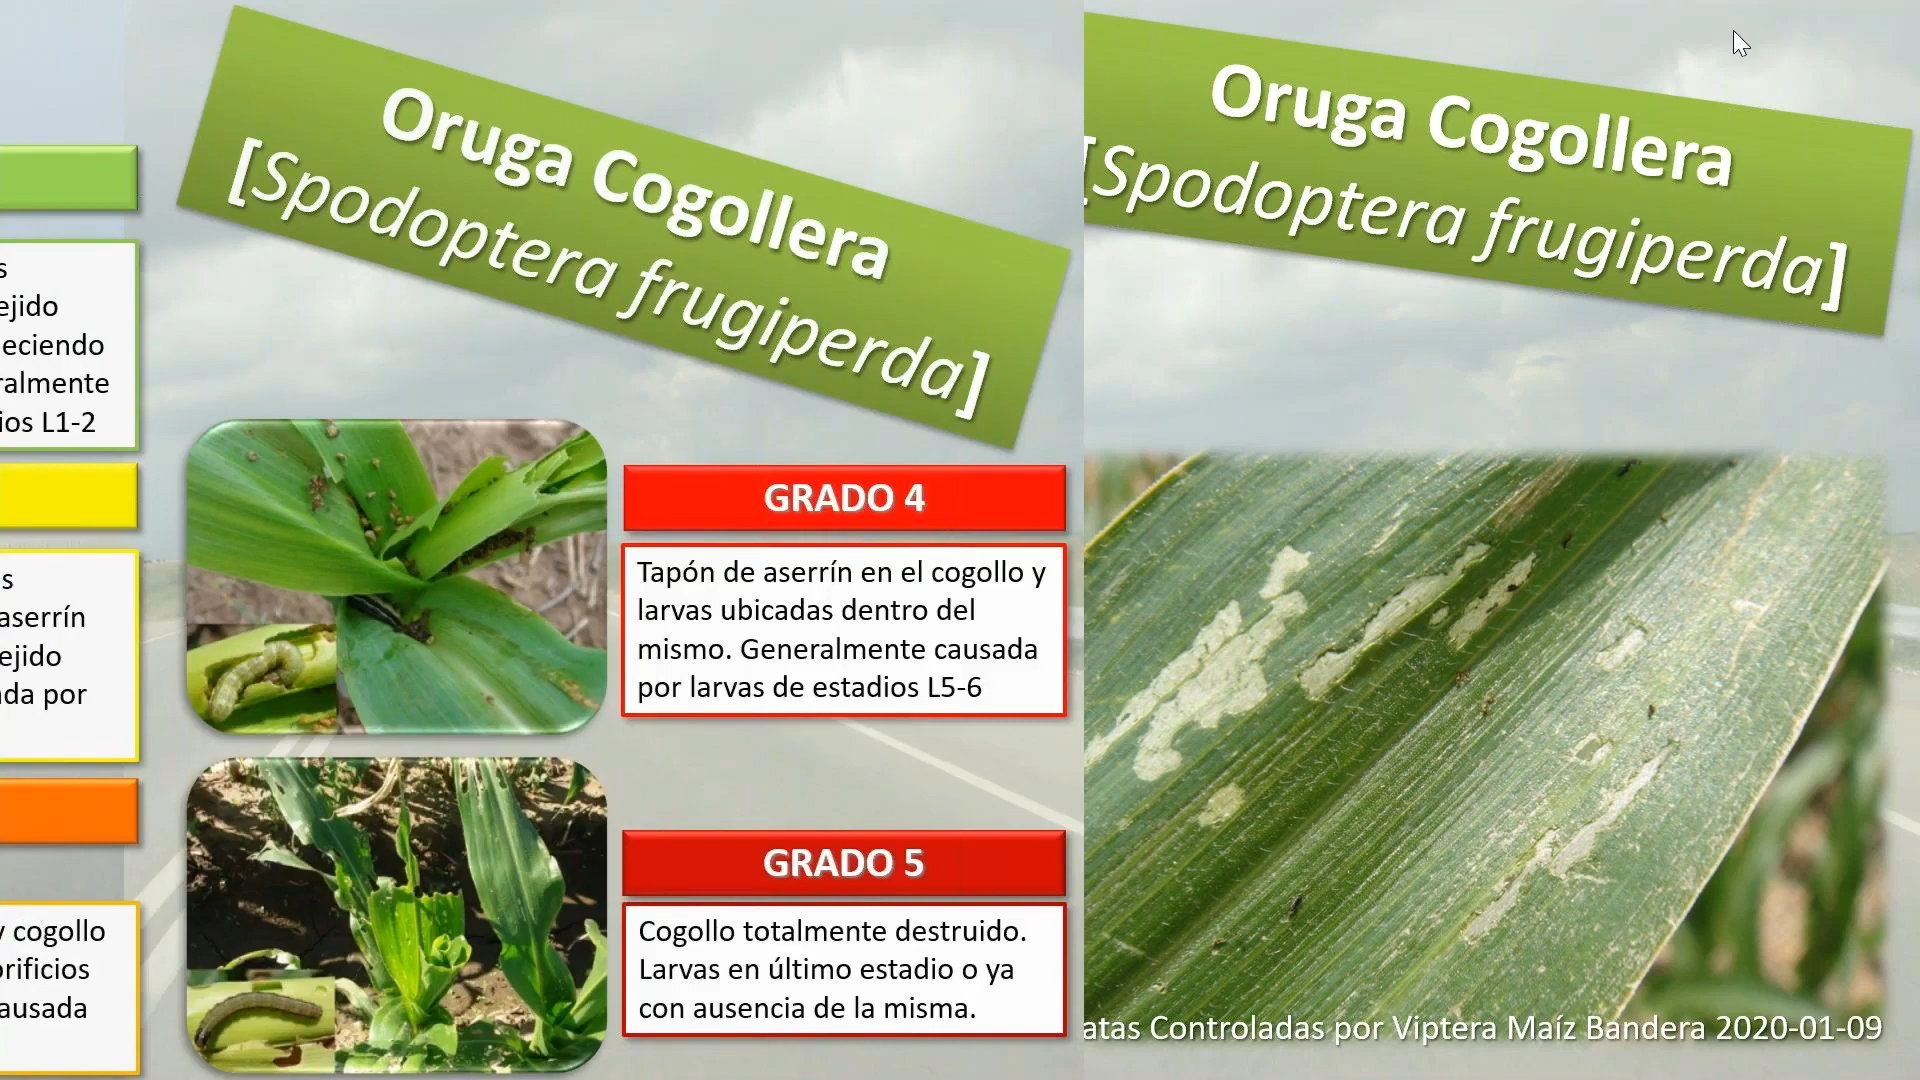 Oruga Cogollera
[Spodoptera frugiperda]
s
ejido
eciendo
ralmente
ios L1-2
s
aserrín
ejido
da por
y cogollo
rificios
ausada
GRADO 4
Tapón de aserrín en el cogollo y
larvas ubicadas dentro del
mismo. Generalmente causada
por larvas de estadios L5-6
GRADO 5
Cogollo totalmente destruido.
Larvas en último estadio o ya
con ausencia de la misma.
Oruga Cogollera
[Spodoptera frugiperda]
atas Controladas por Viptera Maíz Bandera 2020-01-09